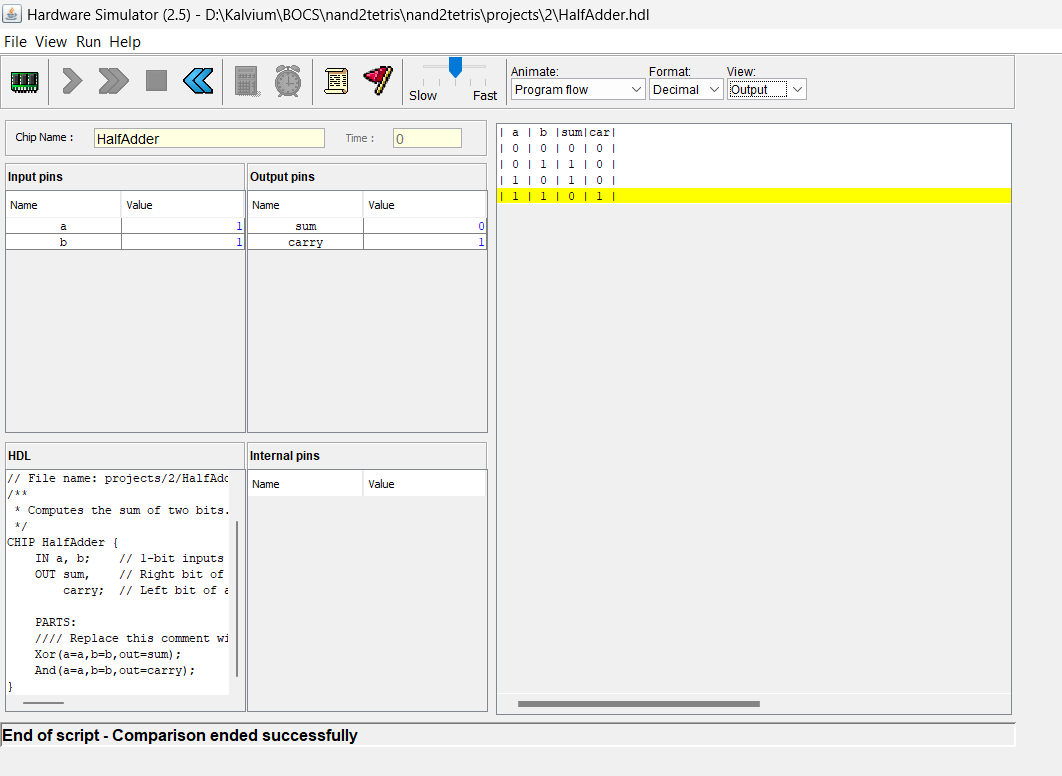 Hardware Simulator (2.5) - D:\Kalvium\BOCS\nand2tetris\nand2tetris\projects\2\HalfAdder.hdl
File View Run Help
Slow Fast
Animate: Format: View:
Program flow Decimal Output
Chip Name : HalfAdder Time : 0
Input pins
Name Value
a 1
b 1
Output pins
Name Value
sum 0
carry 1
HDL
// File name: projects/2/HalfAdd
/**
 * Computes the sum of two bits.
 */
CHIP HalfAdder {
    IN a, b;    // 1-bit inputs
    OUT sum,    // Right bit of
        carry;  // Left bit of a
    PARTS:
    //// Replace this comment wi
    Xor(a=a,b=b,out=sum);
    And(a=a,b=b,out=carry);
}
Internal pins
Name Value
| a | b |sum|car|
| 0 | 0 | 0 | 0 |
| 0 | 1 | 1 | 0 |
| 1 | 0 | 1 | 0 |
| 1 | 1 | 0 | 1 |
End of script - Comparison ended successfully